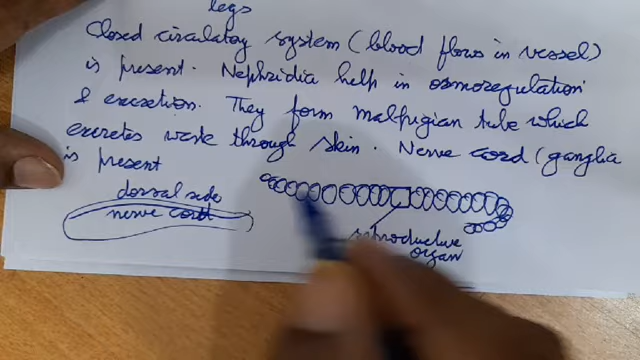 legs
Closed circulatory system (blood flows in vessel)
is present. Nephridia help in osmoregulation
& excretion. They form malpugian tube which
excretes waste through skin. Nerve cord (ganglia
is present
dorsal side
nerve cord
reproductive
organ